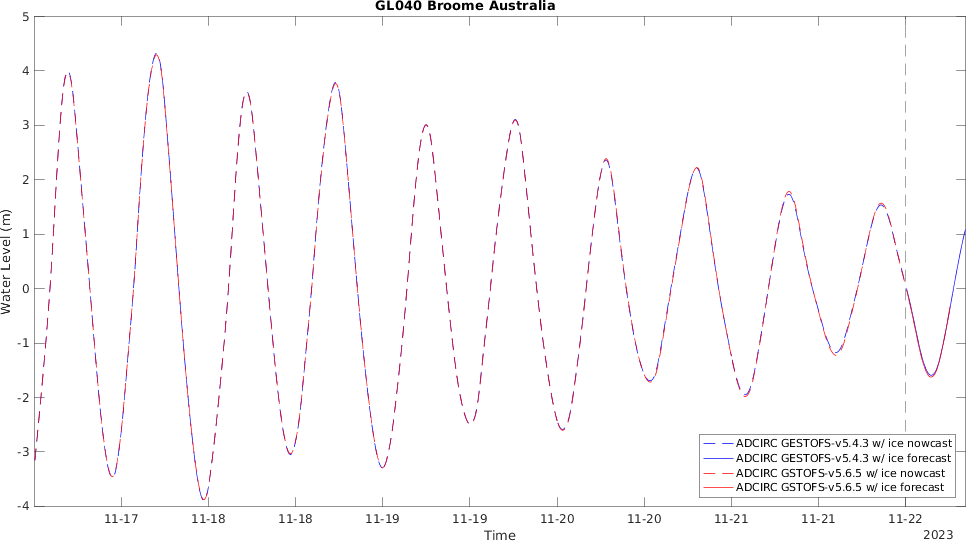 GL040 Broome Australia
5
4
3
2
1
0
-1
-2
-3
-4
Water Level (m)
ADCIRC GESTOFS-v5.4.3 w/ ice nowcast
ADCIRC GESTOFS-v5.4.3 w/ ice forecast
ADCIRC GSTOFS-v5.6.5 w/ ice nowcast
ADCIRC GSTOFS-v5.6.5 w/ ice forecast
11-17 11-18 11-18 11-19 11-19 11-20 11-20 11-21 11-21 11-22
Time
2023